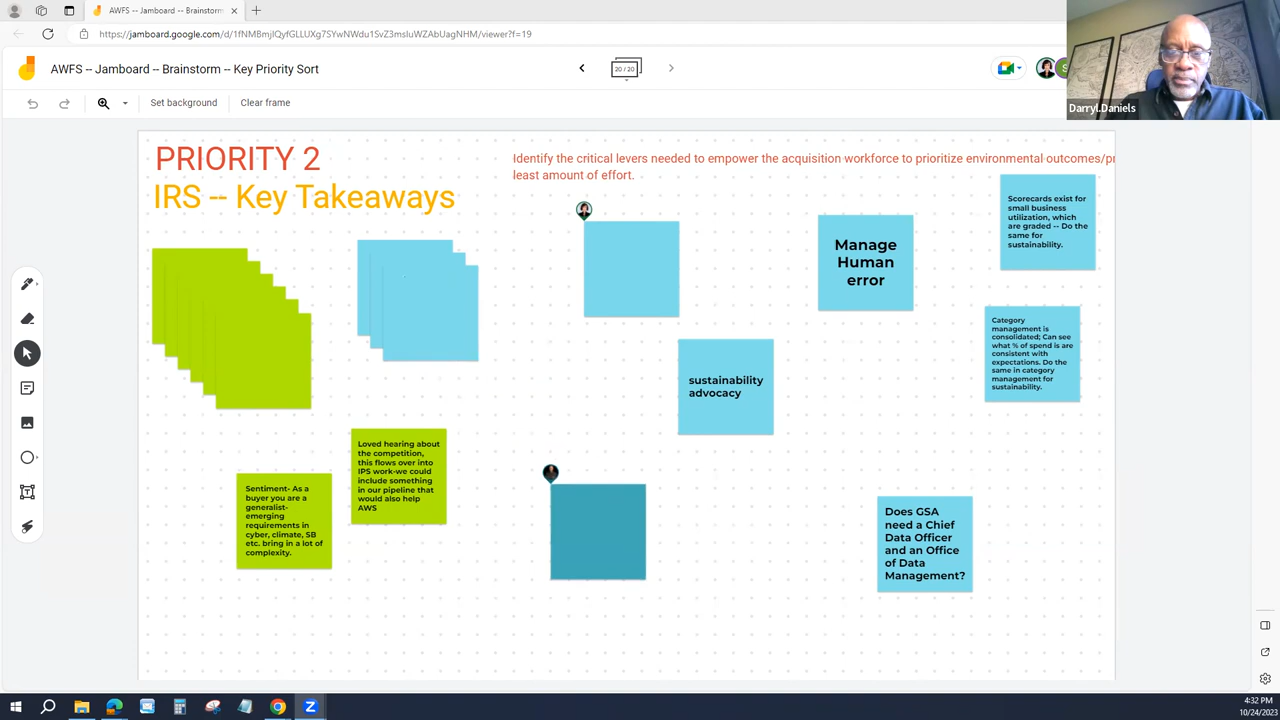 AWFS -- Jamboard -- Brainstorm
https://jamboard.google.com/d/1fNMBmjIQyfGLLUXg7SYwNWdu1SvZ3msIuWZAbUagNHM/viewer?f=19
AWFS -- Jamboard -- Brainstorm -- Key Priority Sort
20 / 20
S
Set background
Clear frame
Darryl.Daniels
PRIORITY 2
IRS -- Key Takeaways
Identify the critical levers needed to empower the acquisition workforce to prioritize environmental outcomes/pr
least amount of effort.
Manage
Human
error
Scorecards exist for
small business
utilization, which
are graded -- Do the
same for
sustainability.
Category
management is
consolidated; Can see
what % of spend is are
consistent with
expectations. Do the
same in category
management for
sustainability.
sustainability
advocacy
Loved hearing about
the competition,
this flows over into
IPS work-we could
include something
in our pipeline that
would also help
AWS
Sentiment- As a
buyer you are a
generalist-
emerging
requirements in
cyber, climate, SB
etc. bring in a lot of
complexity.
Does GSA
need a Chief
Data Officer
and an Office
of Data
Management?
4:32 PM
10/24/2023